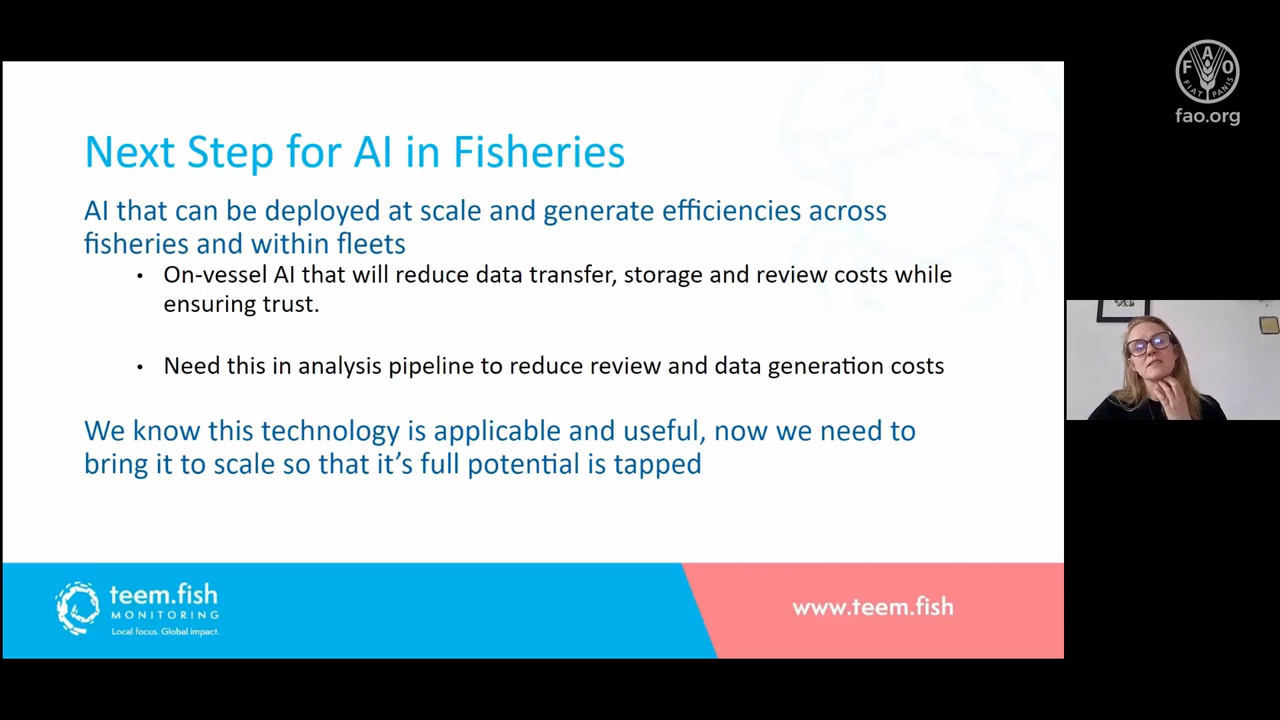 FAO
FIAT PANIS
fao.org
Next Step for AI in Fisheries
AI that can be deployed at scale and generate efficiencies across
fisheries and within fleets
• On-vessel AI that will reduce data transfer, storage and review costs while
ensuring trust.
• Need this in analysis pipeline to reduce review and data generation costs
We know this technology is applicable and useful, now we need to
bring it to scale so that it's full potential is tapped
teem.fish
MONITORING
Local focus. Global impact.
www.teem.fish